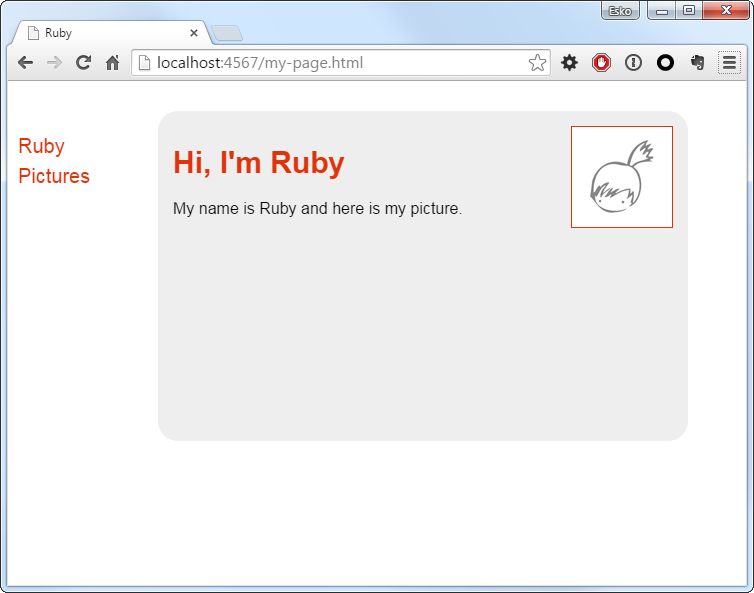 Esko
Ruby
localhost:4567/my-page.html
Ruby
Pictures
Hi, I'm Ruby
My name is Ruby and here is my picture.